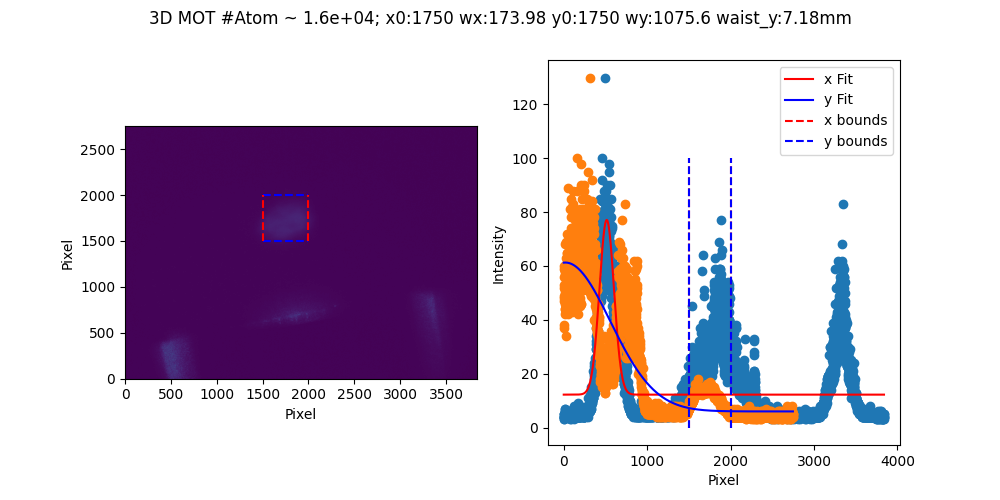 3D MOT #Atom ~ 1.6e+04; x0:1750 wx:173.98 y0:1750 wy:1075.6 waist_y:7.18mm
2500
2000
1500
1000
500
0
Pixel
0 500 1000 1500 2000 2500 3000 3500
Pixel
120
100
80
60
40
20
0
Intensity
0 1000 2000 3000 4000
Pixel
x Fit
y Fit
x bounds
y bounds